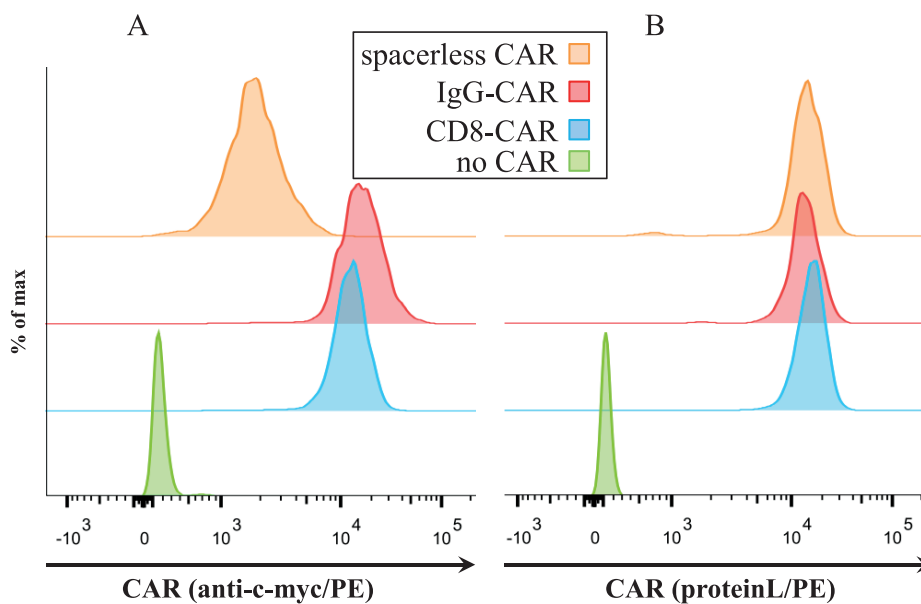 A
B
spacerless CAR
IgG-CAR
CD8-CAR
no CAR
% of max
-10³ 0 10³ 10⁴ 10⁵
-10³ 0 10³ 10⁴ 10⁵
CAR (anti-c-myc/PE)
CAR (proteinL/PE)